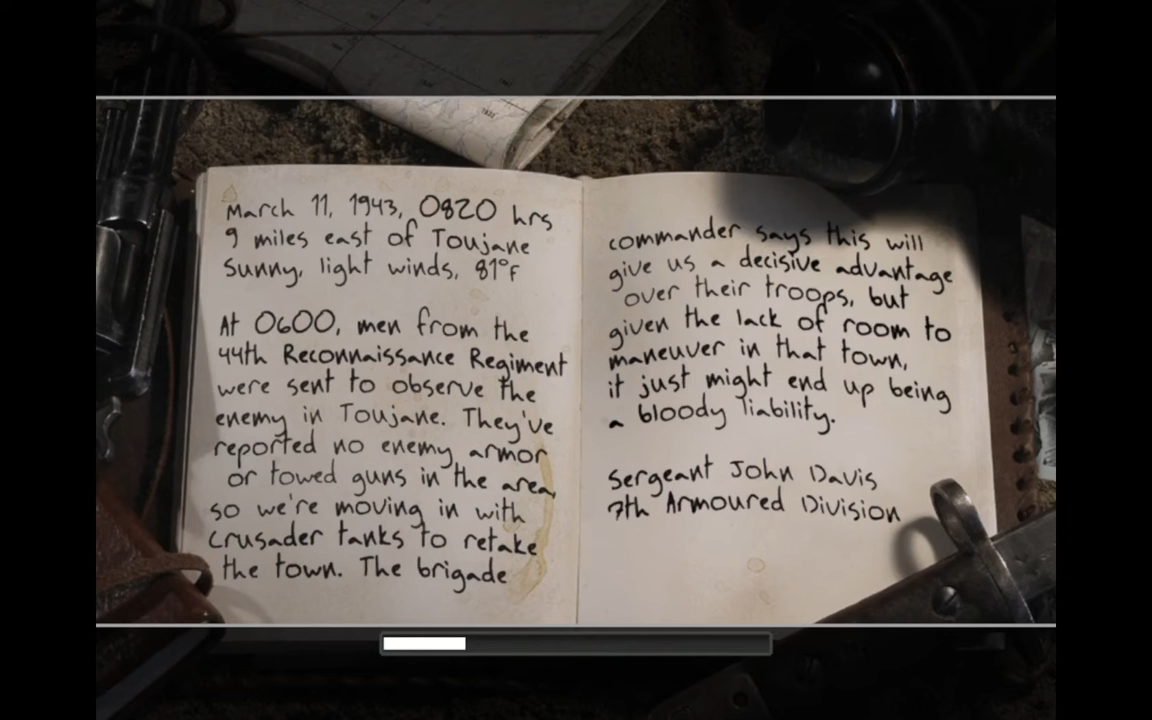 March 11, 1943, 0820 hrs
9 miles east of Toujane
Sunny, light winds, 81°F
At 0600, men from the
44th Reconnaissance Regiment
were sent to observe the
enemy in Toujane. They've
reported no enemy armor
or towed guns in the area,
so we're moving in with
crusader tanks to retake
the town. The brigade
commander says this will
give us a decisive advantage
over their troops, but
given the lack of room to
maneuver in that town,
it just might end up being
a bloody liability.
Sergeant John Davis
7th Armoured Division